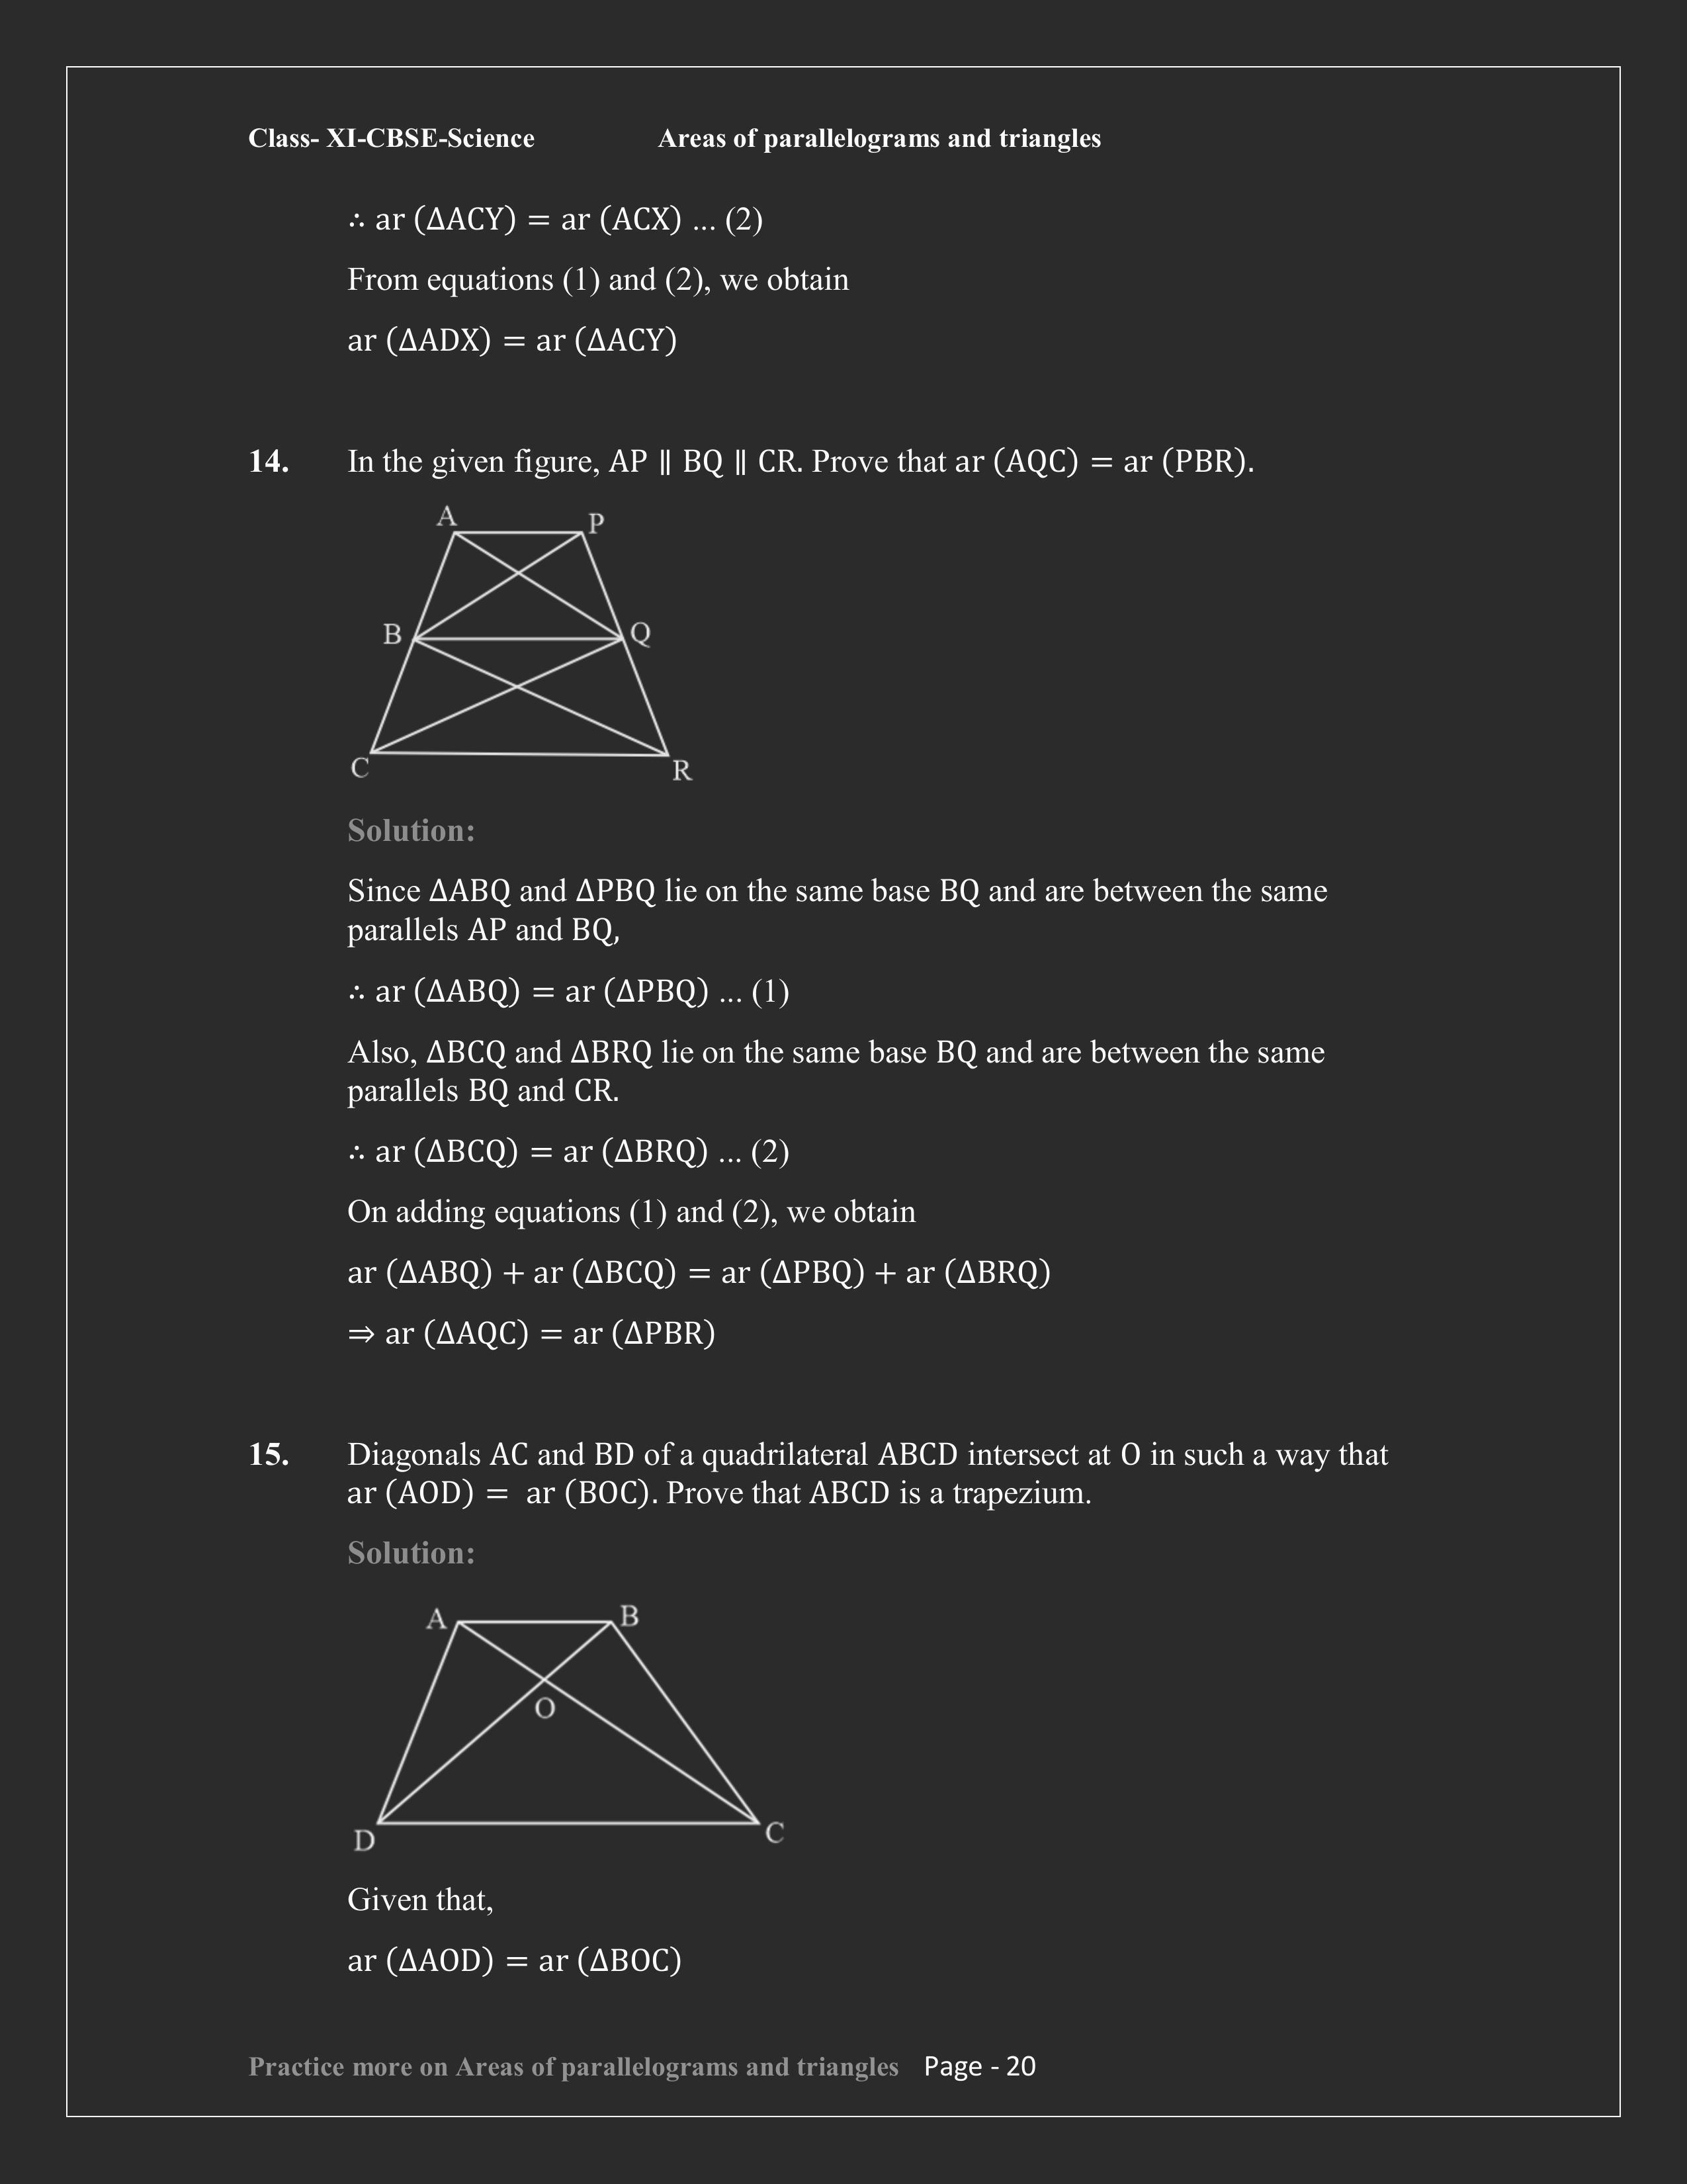 Class- XI-CBSE-Science Areas of parallelograms and triangles
∴ ar (ΔACY) = ar (ACX) ... (2)
From equations (1) and (2), we obtain
ar (ΔADX) = ar (ΔACY)
14. In the given figure, AP ∥ BQ ∥ CR. Prove that ar (AQC) = ar (PBR).
A
P
B
Q
C
R
Solution:
Since ΔABQ and ΔPBQ lie on the same base BQ and are between the same
parallels AP and BQ,
∴ ar (ΔABQ) = ar (ΔPBQ) ... (1)
Also, ΔBCQ and ΔBRQ lie on the same base BQ and are between the same
parallels BQ and CR.
∴ ar (ΔBCQ) = ar (ΔBRQ) ... (2)
On adding equations (1) and (2), we obtain
ar (ΔABQ) + ar (ΔBCQ) = ar (ΔPBQ) + ar (ΔBRQ)
⇒ ar (ΔAQC) = ar (ΔPBR)
15. Diagonals AC and BD of a quadrilateral ABCD intersect at O in such a way that
ar (AOD) = ar (BOC). Prove that ABCD is a trapezium.
Solution:
A
B
O
D
C
Given that,
ar (ΔAOD) = ar (ΔBOC)
Practice more on Areas of parallelograms and triangles Page - 20